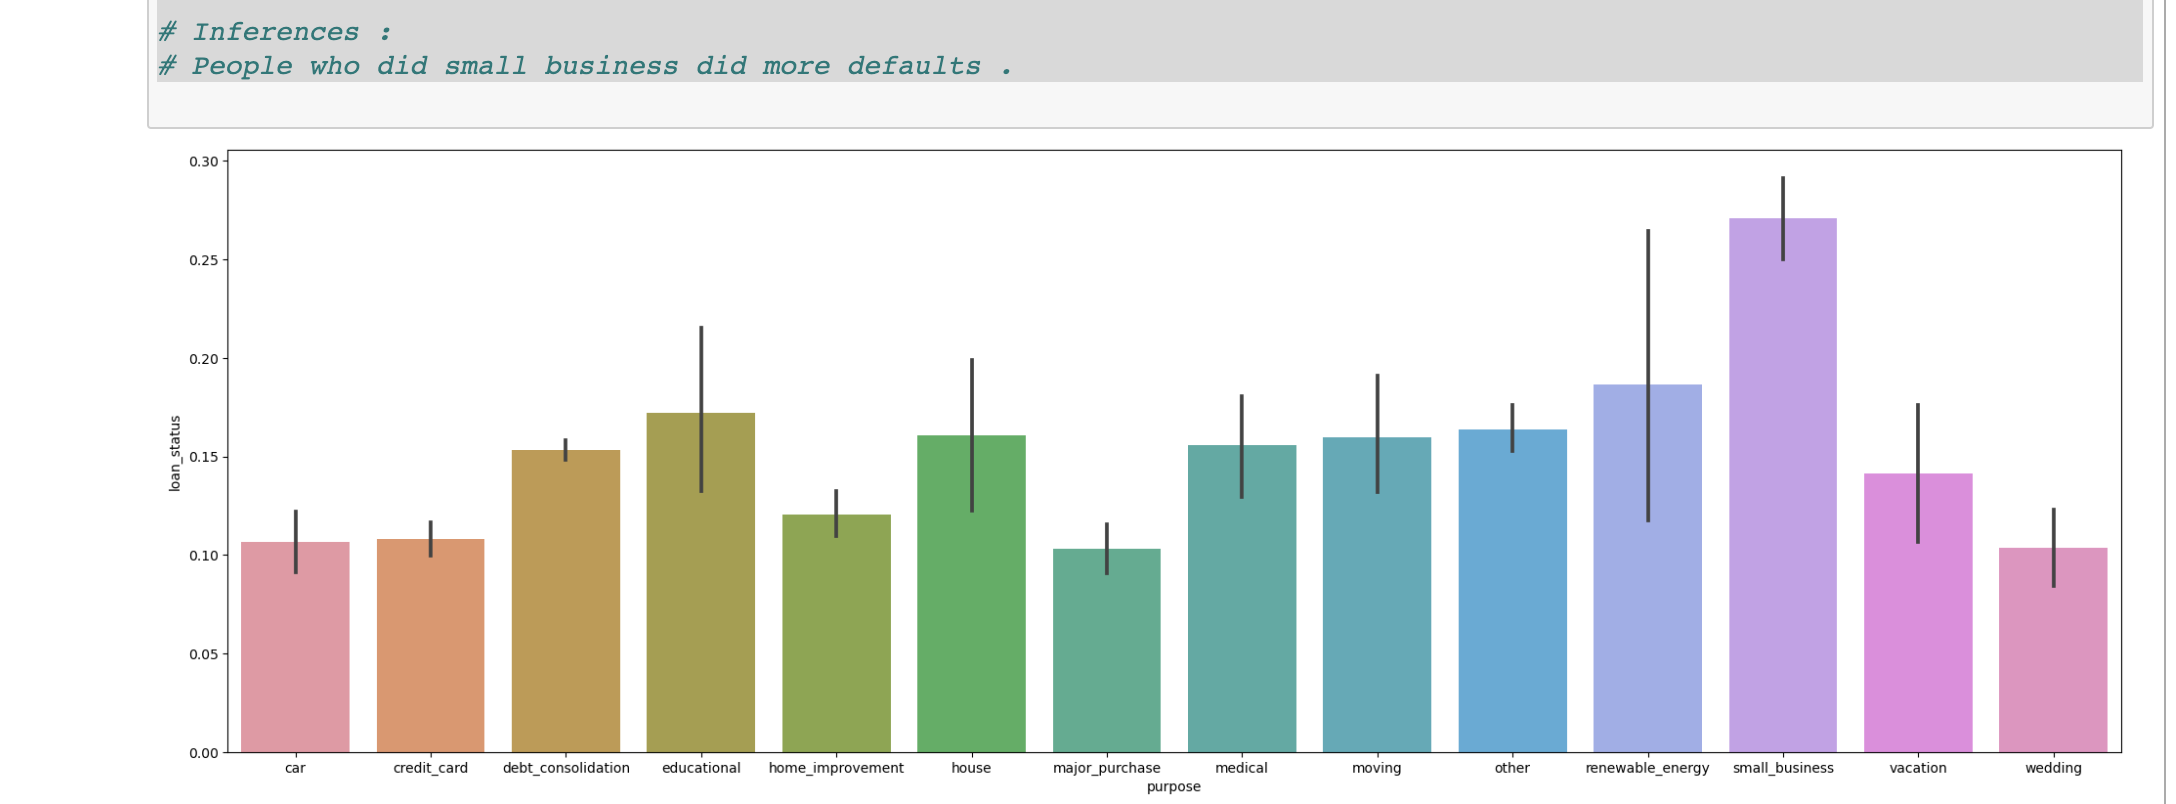 # Inferences :
# People who did small business did more defaults .
0.30
0.25
0.20
0.15
0.10
0.05
0.00
loan_status
car credit_card debt_consolidation educational home_improvement house major_purchase medical moving other renewable_energy small_business vacation wedding
purpose